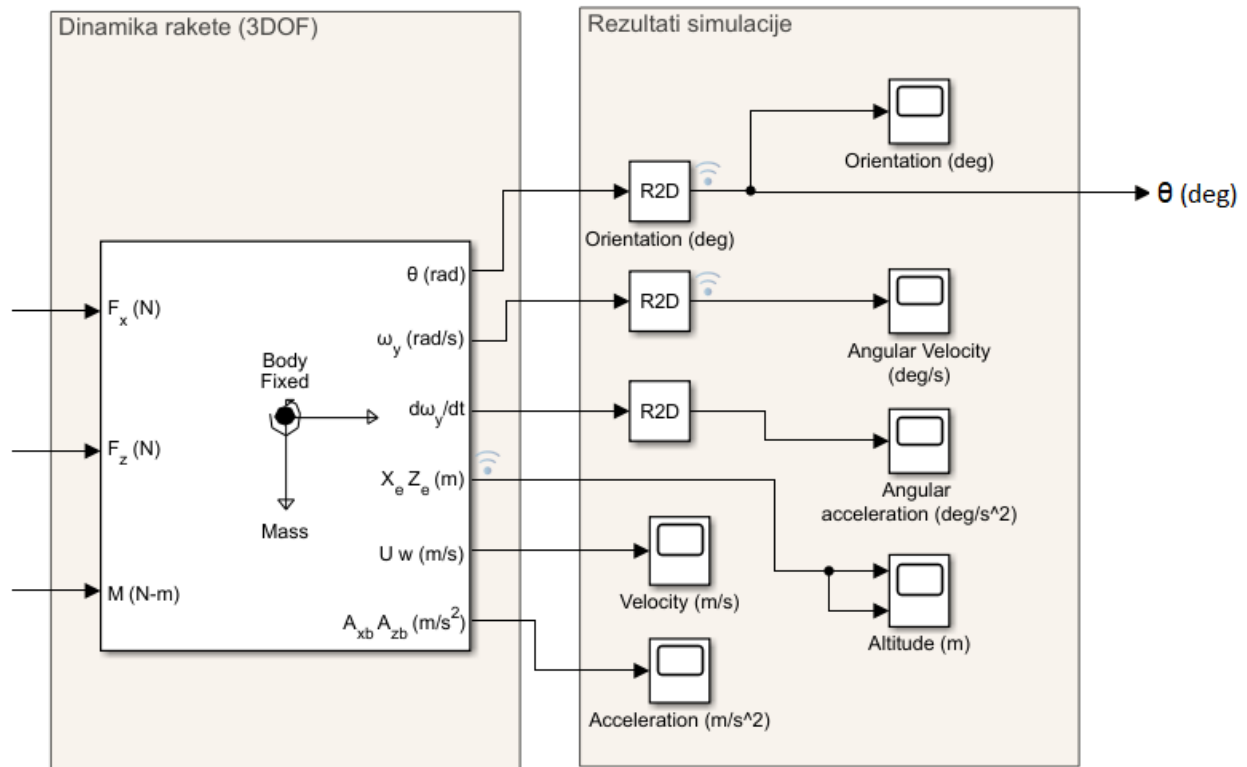 Dinamika rakete (3DOF)
F_x (N)
F_z (N)
M (N-m)
Body
Fixed
Mass
θ (rad)
ω_y (rad/s)
dω_y/dt
X_e Z_e (m)
U w (m/s)
A_xb A_zb (m/s^2)
Rezultati simulacije
R2D
Orientation (deg)
R2D
R2D
Orientation (deg)
θ (deg)
Angular Velocity
(deg/s)
Angular
acceleration (deg/s^2)
Velocity (m/s)
Altitude (m)
Acceleration (m/s^2)